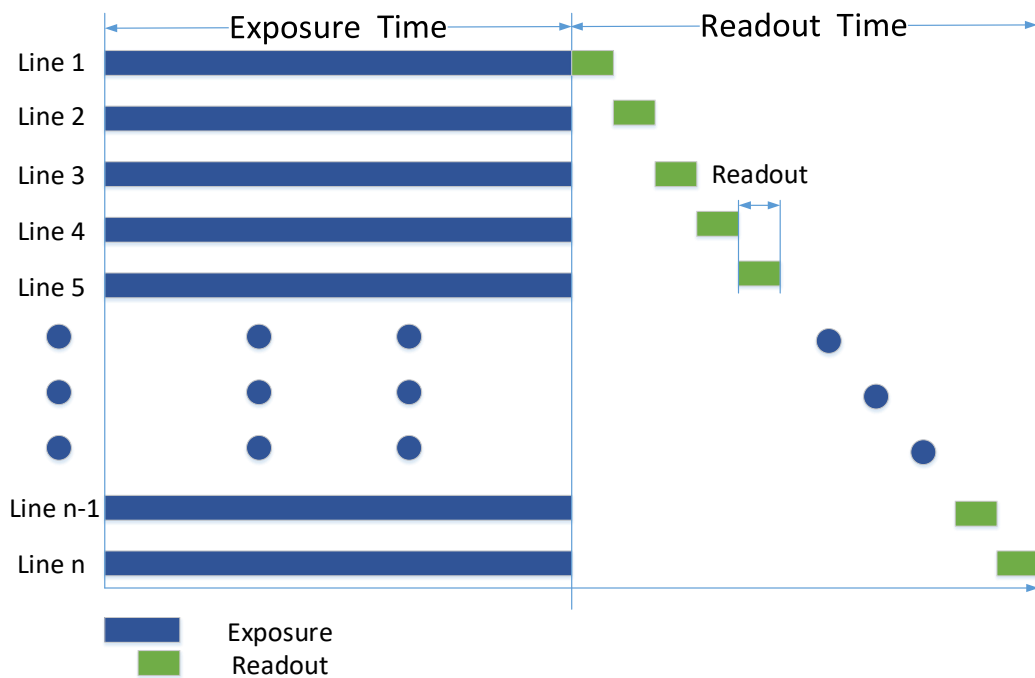 Exposure Time
Readout Time
Line 1
Line 2
Line 3
Readout
Line 4
Line 5
Line n-1
Line n
Exposure
Readout